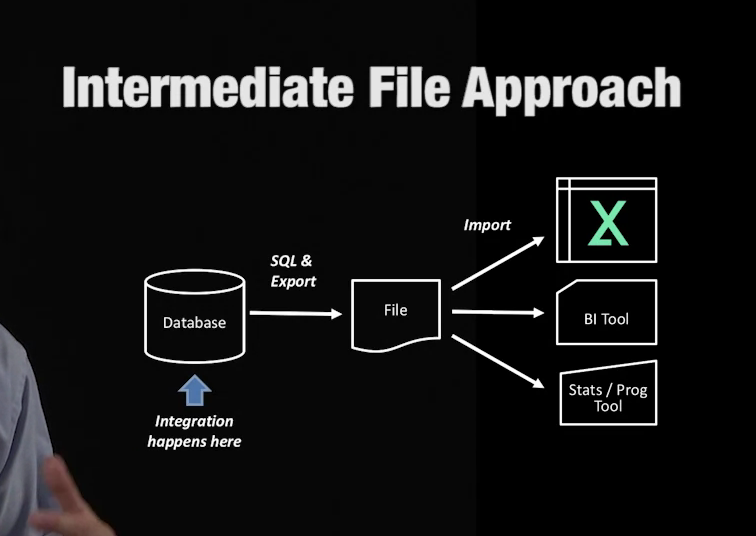 Intermediate File Approach
Import
X
SQL &
Export
Database
File
BI Tool
Stats / Prog
Tool
Integration
happens here